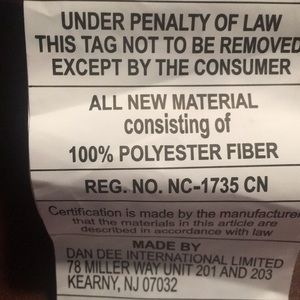 UNDER PENALTY OF LAW
THIS TAG NOT TO BE REMOVED
EXCEPT BY THE CONSUMER
ALL NEW MATERIAL
consisting of
100% POLYESTER FIBER
REG. NO. NC-1735 CN
Certification is made by the manufacturer
that the materials in this article are
described in accordance with law
MADE BY
DAN DEE INTERNATIONAL LIMITED
78 MILLER WAY UNIT 201 AND 203
KEARNY, NJ 07032